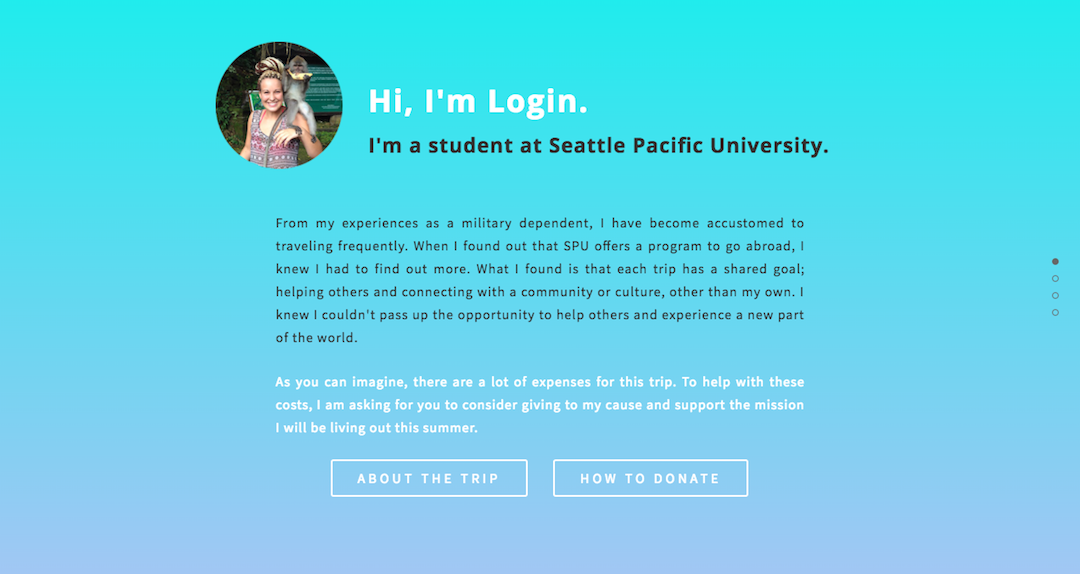 Hi, I'm Login.
I'm a student at Seattle Pacific University.
From my experiences as a military dependent, I have become accustomed to
traveling frequently. When I found out that SPU offers a program to go abroad, I
knew I had to find out more. What I found is that each trip has a shared goal;
helping others and connecting with a community or culture, other than my own. I
knew I couldn't pass up the opportunity to help others and experience a new part
of the world.
As you can imagine, there are a lot of expenses for this trip. To help with these
costs, I am asking for you to consider giving to my cause and support the mission
I will be living out this summer.
ABOUT THE TRIP
HOW TO DONATE